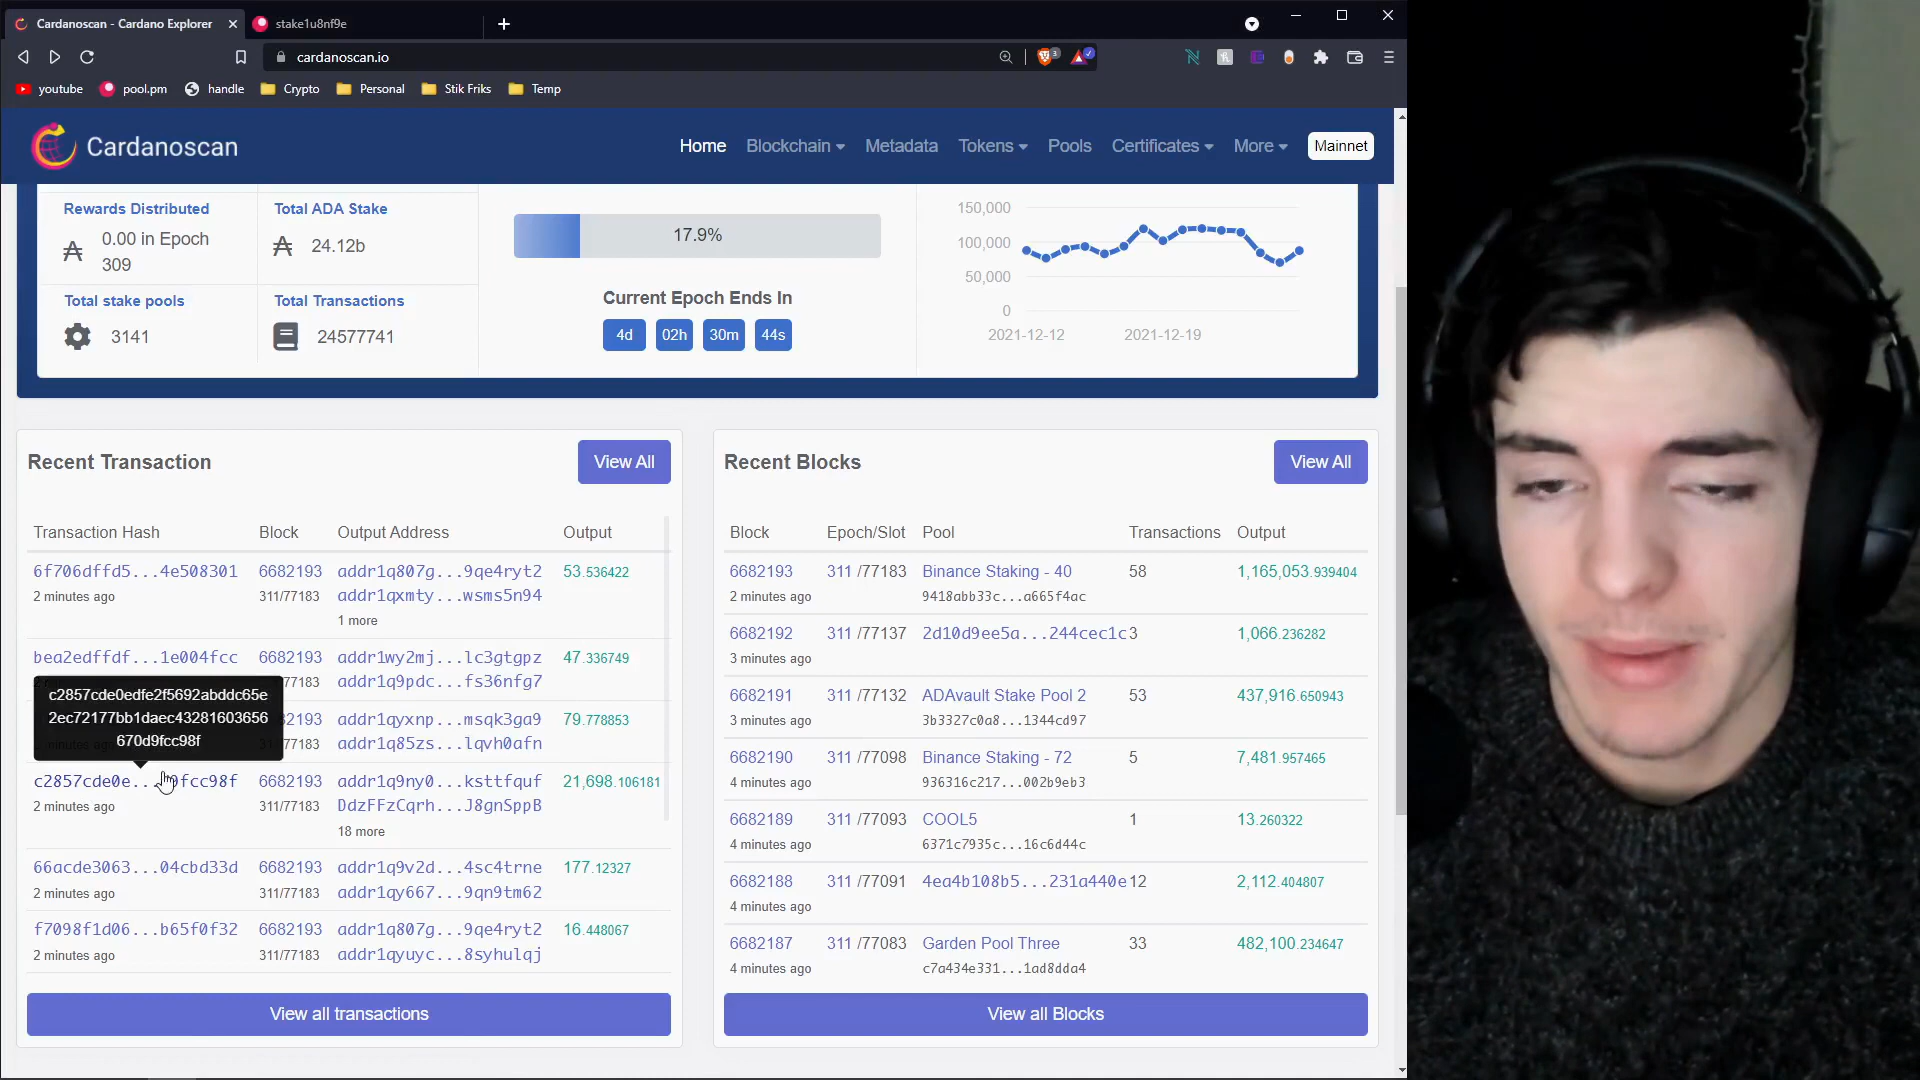 Cardanoscan - Cardano Explorer
stake1u8nf9e
cardanoscan.io
3
youtube
pool.pm
handle
Crypto
Personal
Stik Friks
Temp
Cardanoscan
Home
Blockchain
Metadata
Tokens
Pools
Certificates
More
Mainnet
Rewards Distributed
0.00 in Epoch
309
Total ADA Stake
24.12b
Total stake pools
3141
Total Transactions
24577741
17.9%
Current Epoch Ends In
4d
02h
30m
44s
150,000
100,000
50,000
0
2021-12-12
2021-12-19
Recent Transaction
View All
Transaction Hash Block Output Address Output
6f706dffd5...4e508301 6682193 addr1q807g...9qe4ryt2 53.536422
2 minutes ago 311/77183 addr1qxmty...wsms5n94
1 more
bea2edffdf...1e004fcc 6682193 addr1wy2mj...lc3gtgpz 47.336749
77183 addr1q9pdc...fs36nfg7
c2857cde0edfe2f5692abddc65e
2ec72177bb1daec43281603656
670d9fcc98f
2193 addr1qyxnp...msqk3ga9 79.778853
77183 addr1q85zs...lqvh0afn
c2857cde0e... 9fcc98f 6682193 addr1q9ny0...ksttfquf 21,698.106181
2 minutes ago 311/77183 DdzFFzCqrh...J8gnSppB
18 more
66acde3063...04cbd33d 6682193 addr1q9v2d...4sc4trne 177.12327
2 minutes ago 311/77183 addr1qy667...9qn9tm62
f7098f1d06...b65f0f32 6682193 addr1q807g...9qe4ryt2 16.448067
2 minutes ago 311/77183 addr1qyuyc...8syhulqj
View all transactions
Recent Blocks
View All
Block Epoch/Slot Pool Transactions Output
6682193 311 /77183 Binance Staking - 40 58 1,165,053.939404
2 minutes ago 9418abb33c...a665f4ac
6682192 311 /77137 2d10d9ee5a...244cec1c 3 1,066.236282
3 minutes ago
6682191 311 /77132 ADAvault Stake Pool 2 53 437,916.650943
3 minutes ago 3b3327c0a8...1344cd97
6682190 311 /77098 Binance Staking - 72 5 7,481.957465
4 minutes ago 936316c217...002b9eb3
6682189 311 /77093 COOL5 1 13.260322
4 minutes ago 6371c7935c...16c6d44c
6682188 311 /77091 4ea4b108b5...231a440e 12 2,112.404807
4 minutes ago
6682187 311 /77083 Garden Pool Three 33 482,100.234647
4 minutes ago c7a434e331...1ad8dda4
View all Blocks